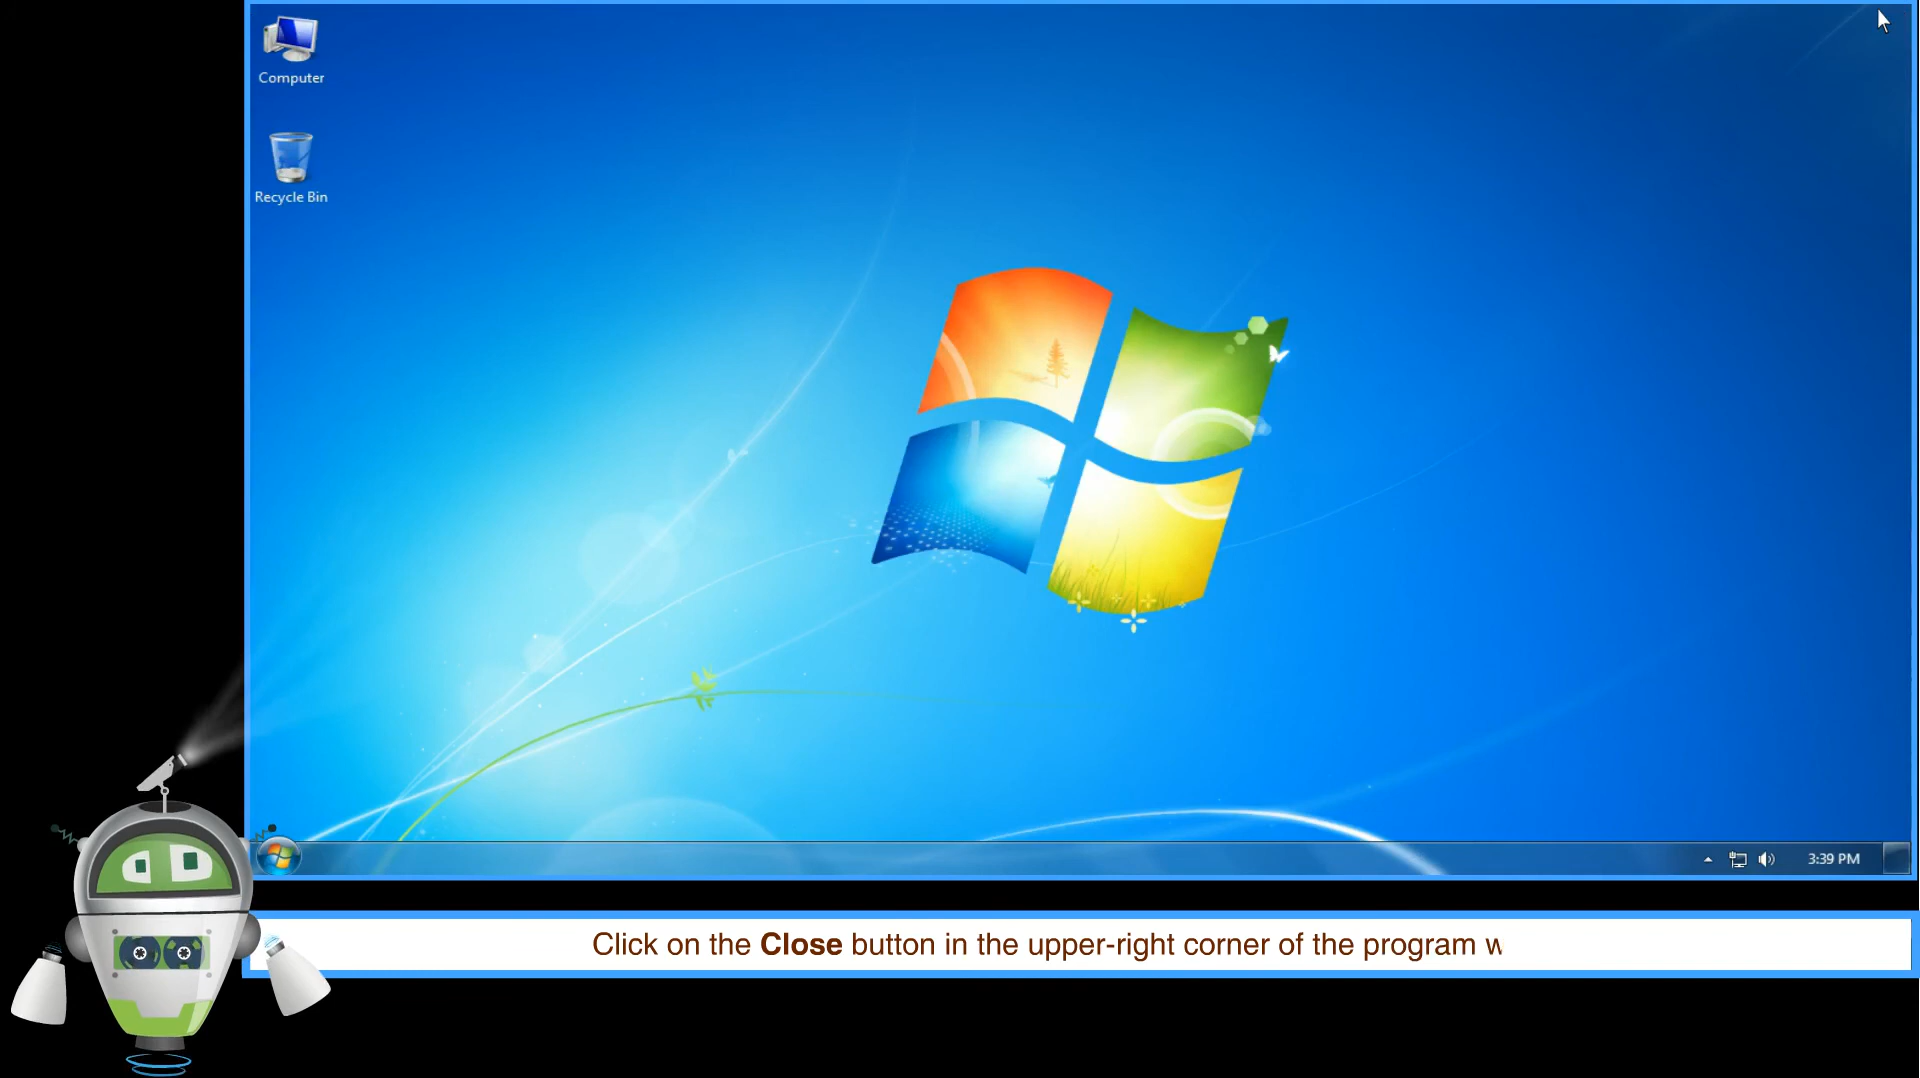 Computer
Recycle Bin
3:39 PM
Click on the Close button in the upper-right corner of the program w